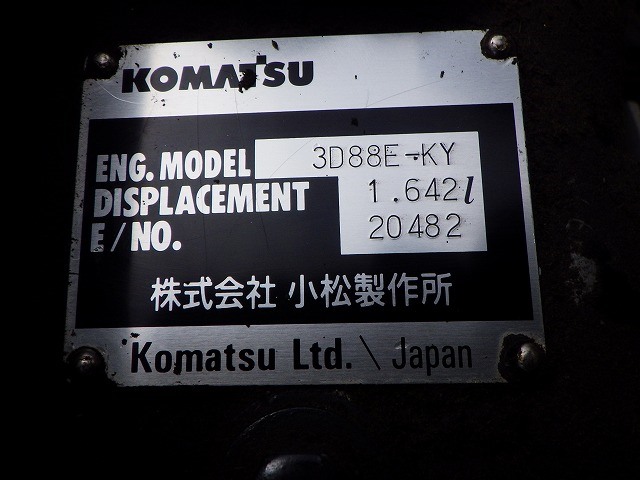 KOMATSU
ENG. MODEL 3D88E-KY
DISPLACEMENT 1.642l
E/NO. 20482
株式会社 小松製作所
Komatsu Ltd. \ Japan